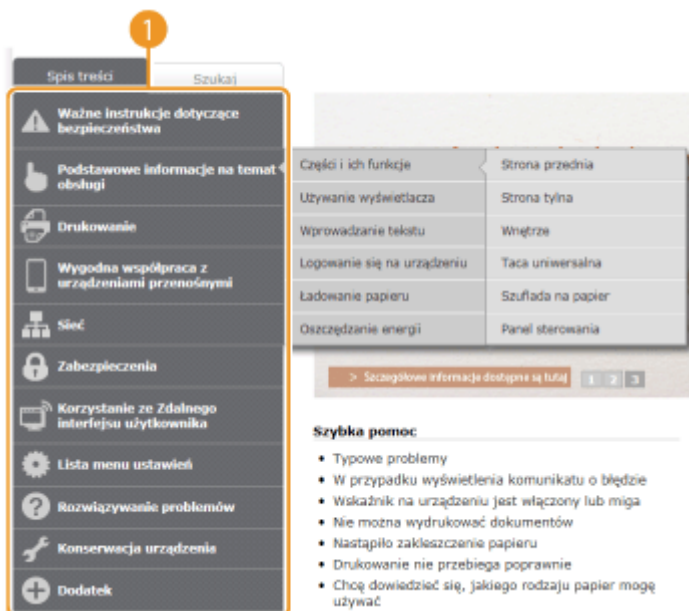 1
Spis treści
Szukaj
Ważne instrukcje dotyczące
bezpieczeństwa
Podstawowe informacje na temat
obsługi
Drukowanie
Wygodna współpraca z
urządzeniami przenośnymi
Sieć
Zabezpieczenia
Korzystanie ze Zdalnego
interfejsu użytkownika
Lista menu ustawień
Rozwiązywanie problemów
Konserwacja urządzenia
Dodatek
Części i ich funkcje
Używanie wyświetlacza
Wprowadzanie tekstu
Logowanie się na urządzeniu
Ładowanie papieru
Oszczędzanie energii
Strona przednia
Strona tylna
Wnętrze
Taca uniwersalna
Szuflada na papier
Panel sterowania
> Szczegółowe informacje dostępne są tutaj 1 2 3
Szybka pomoc
• Typowe problemy
• W przypadku wyświetlenia komunikatu o błędzie
• Wskaźnik na urządzeniu jest włączony lub miga
• Nie można wydrukować dokumentów
• Nastąpiło zakleszczenie papieru
• Drukowanie nie przebiega poprawnie
• Chcę dowiedzieć się, jakiego rodzaju papier mogę
używać